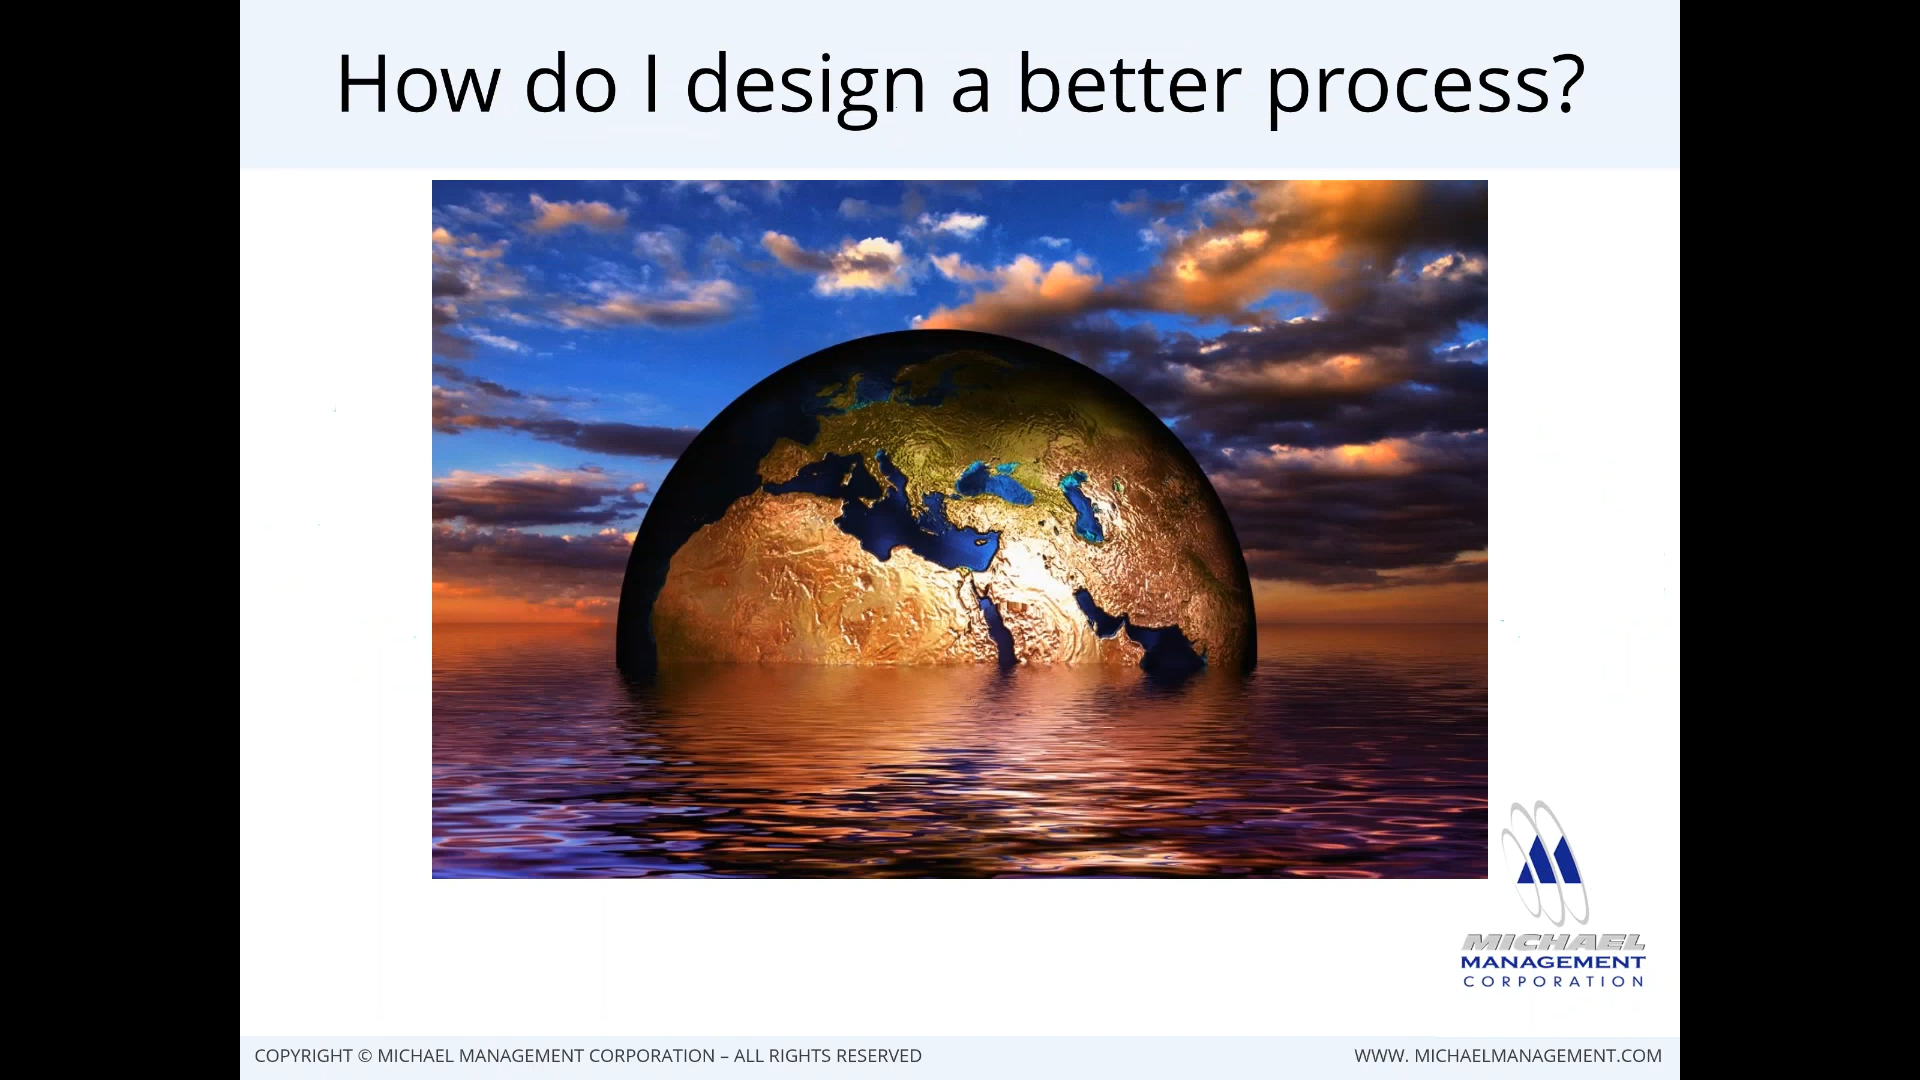 How do I design a better process?
MICHAEL
MANAGEMENT
CORPORATION
COPYRIGHT © MICHAEL MANAGEMENT CORPORATION – ALL RIGHTS RESERVED
WWW. MICHAELMANAGEMENT.COM